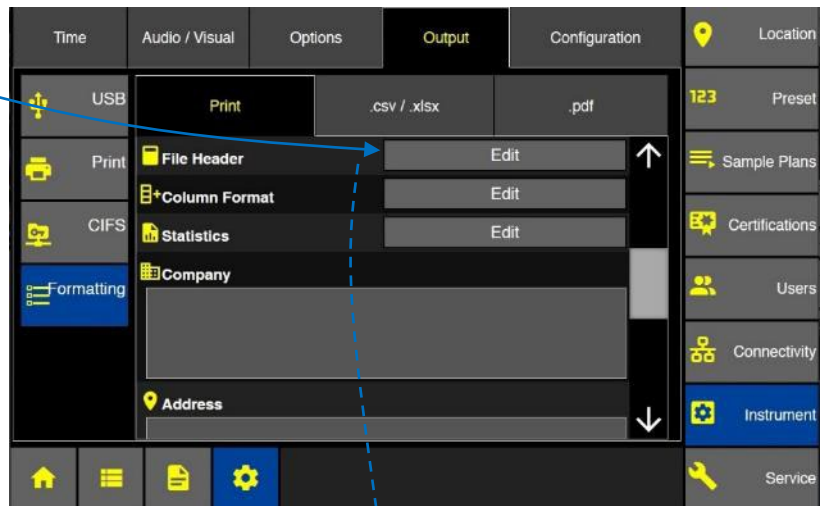 Time Audio / Visual Options Output Configuration Location
USB Print .csv / .xlsx .pdf 123 Preset
Print File Header Edit Sample Plans
Column Format Edit
CIFS Statistics Edit Certifications
Company
Formatting Users
Connectivity
Address Instrument
Service